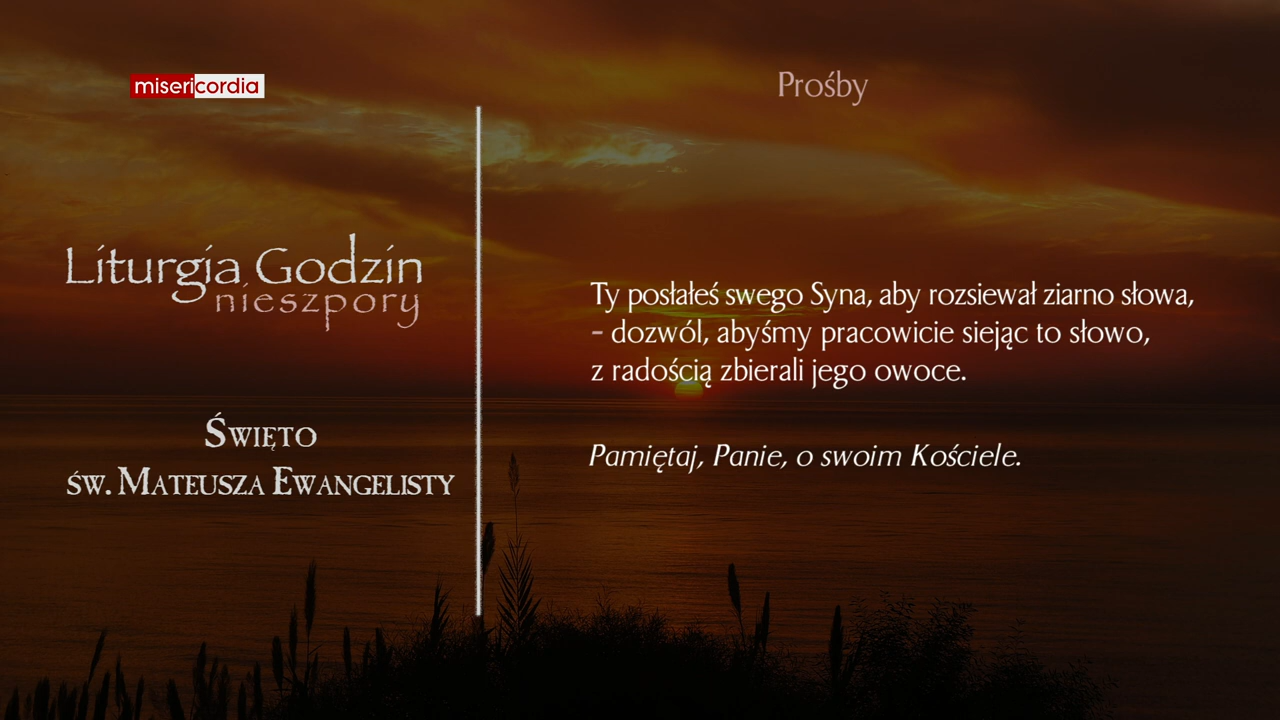 misericordia
Prośby
Liturgia Godzin
nieszpory
Święto
św. Mateusza Ewangelisty
Ty posłałeś swego Syna, aby rozsiewał ziarno słowa,
- dozwól, abyśmy pracowicie siejąc to słowo,
z radością zbierali jego owoce.
Pamiętaj, Panie, o swoim Kościele.